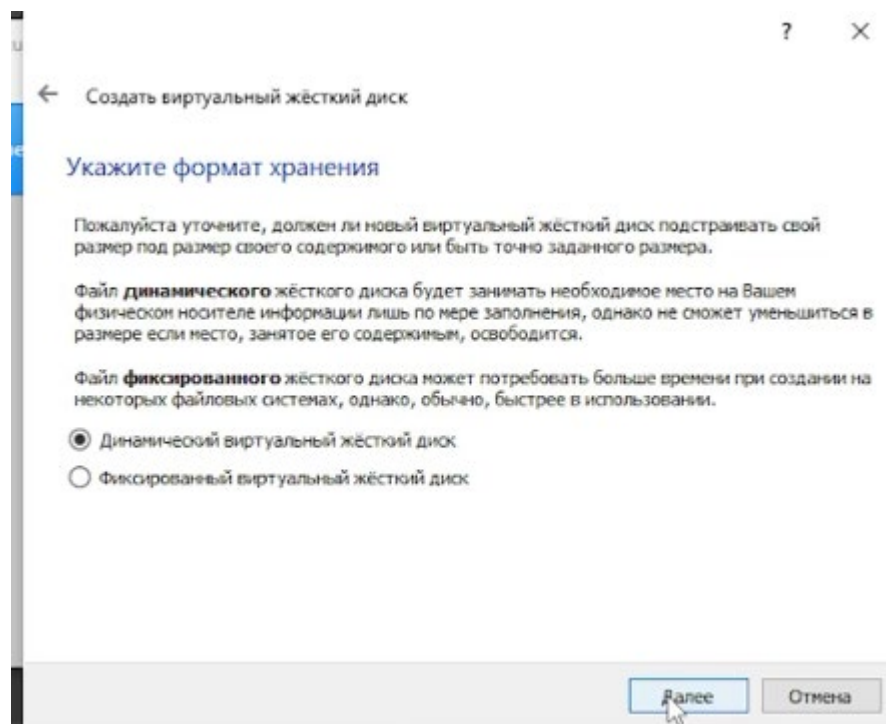 ?
Создать виртуальный жёсткий диск
Укажите формат хранения
Пожалуйста уточните, должен ли новый виртуальный жёсткий диск подстраивать свой
размер под размер своего содержимого или быть точно заданного размера.
Файл динамического жёсткого диска будет занимать необходимое место на Вашем
физическом носителе информации лишь по мере заполнения, однако не сможет уменьшиться в
размере если место, занятое его содержимым, освободится.
Файл фиксированного жёсткого диска может потребовать больше времени при создании на
некоторых файловых системах, однако, обычно, быстрее в использовании.
Динамический виртуальный жёсткий диск
Фиксированный виртуальный жёсткий диск
Далее
Отмена